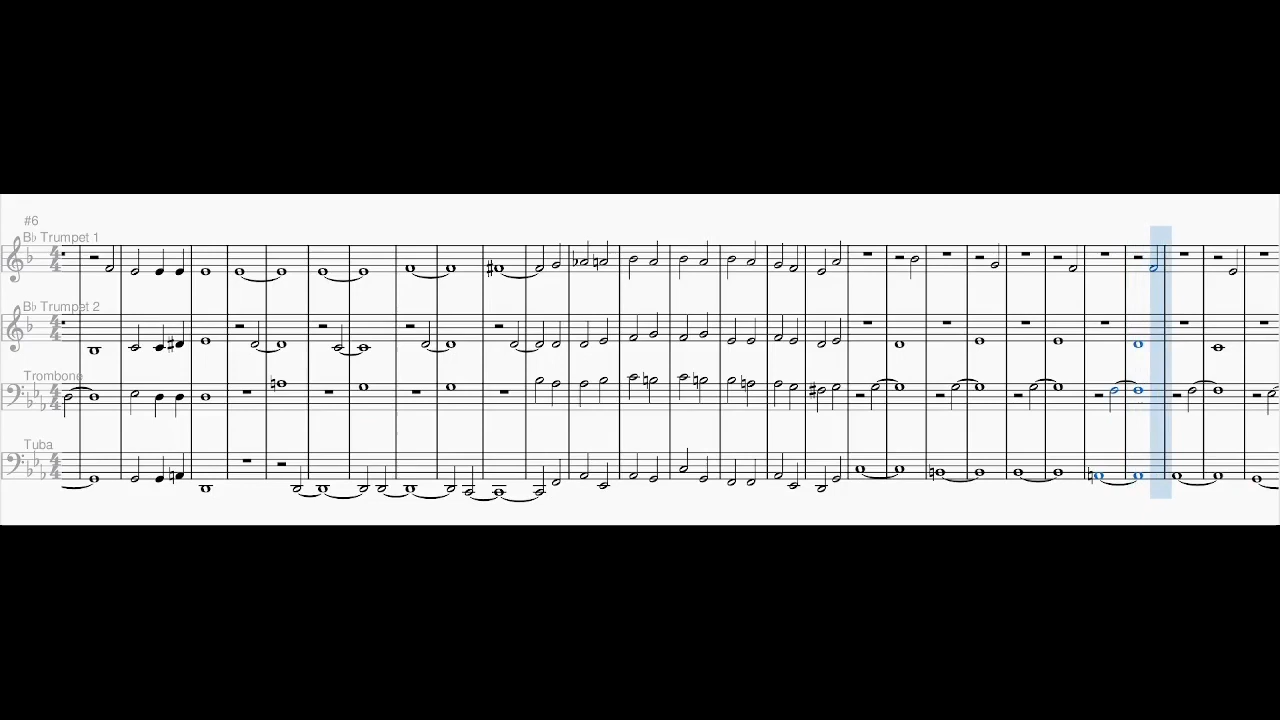 #6
B♭ Trumpet 1
B♭ Trumpet 2
Trombone
Tuba